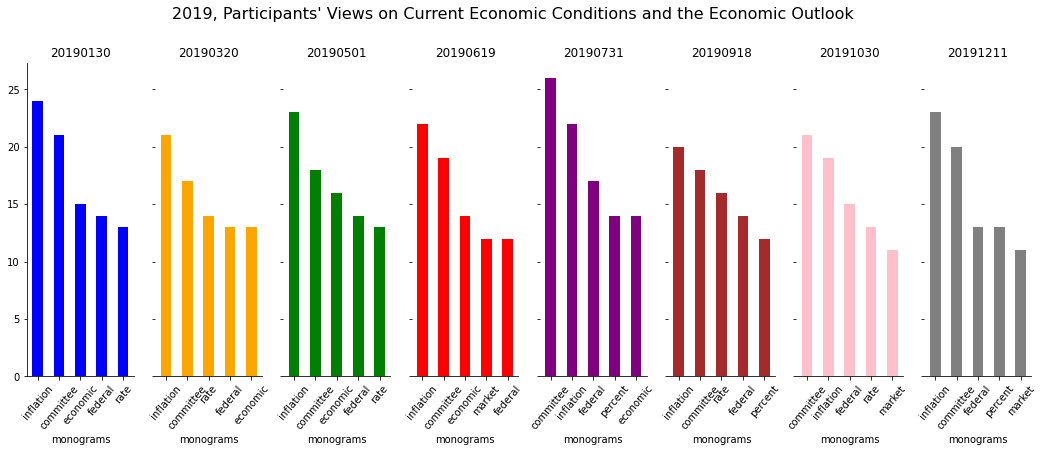 2019, Participants' Views on Current Economic Conditions and the Economic Outlook
20190130 20190320 20190501 20190619 20190731 20190918 20191030 20191211
25
20
15
10
5
0
inflation committee economic federal rate inflation committee rate federal economic inflation committee economic federal rate inflation committee economic market federal committee inflation federal percent economic inflation committee rate federal percent committee inflation federal rate market inflation committee federal percent market
monograms monograms monograms monograms monograms monograms monograms monograms